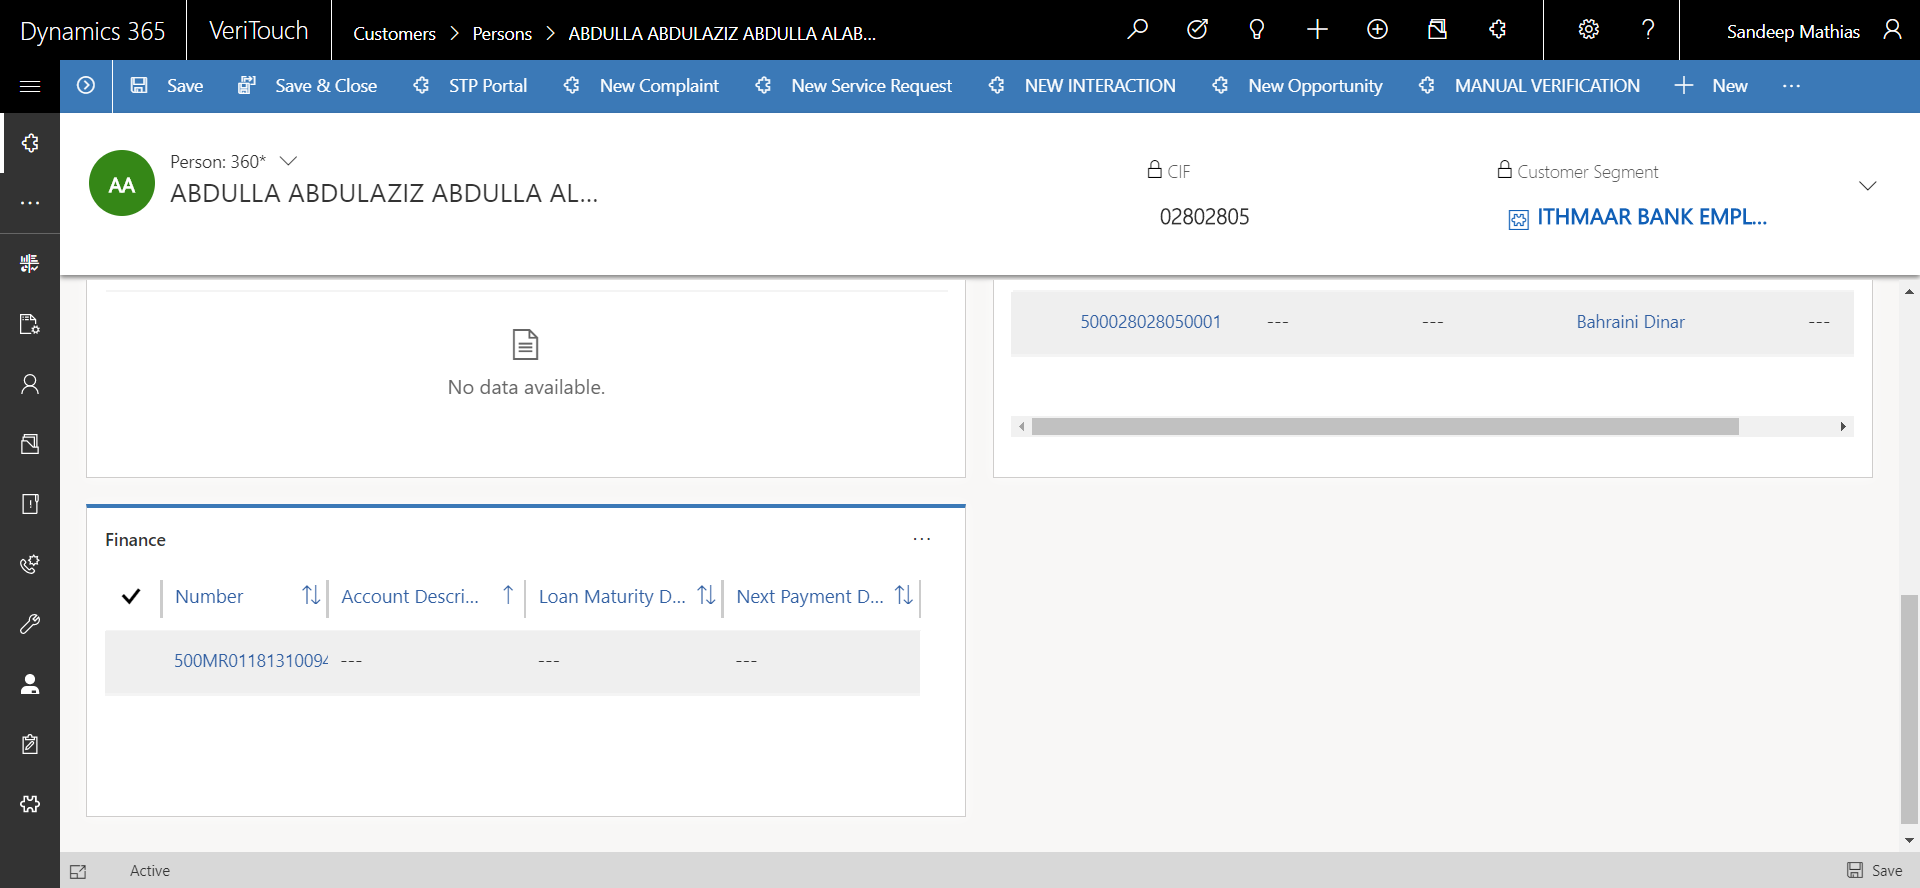 Dynamics 365 VeriTouch Customers > Persons > ABDULLA ABDULAZIZ ABDULLA ALAB... Sandeep Mathias
Save Save & Close STP Portal New Complaint New Service Request NEW INTERACTION New Opportunity MANUAL VERIFICATION New ...
AA
Person: 360*
ABDULLA ABDULAZIZ ABDULLA AL...
CIF
02802805
Customer Segment
ITHMAAR BANK EMPL...
No data available.
500028028050001 --- --- Bahraini Dinar ---
Finance ...
Number Account Descri... Loan Maturity D... Next Payment D...
500MR01181310094 --- --- ---
Active Save